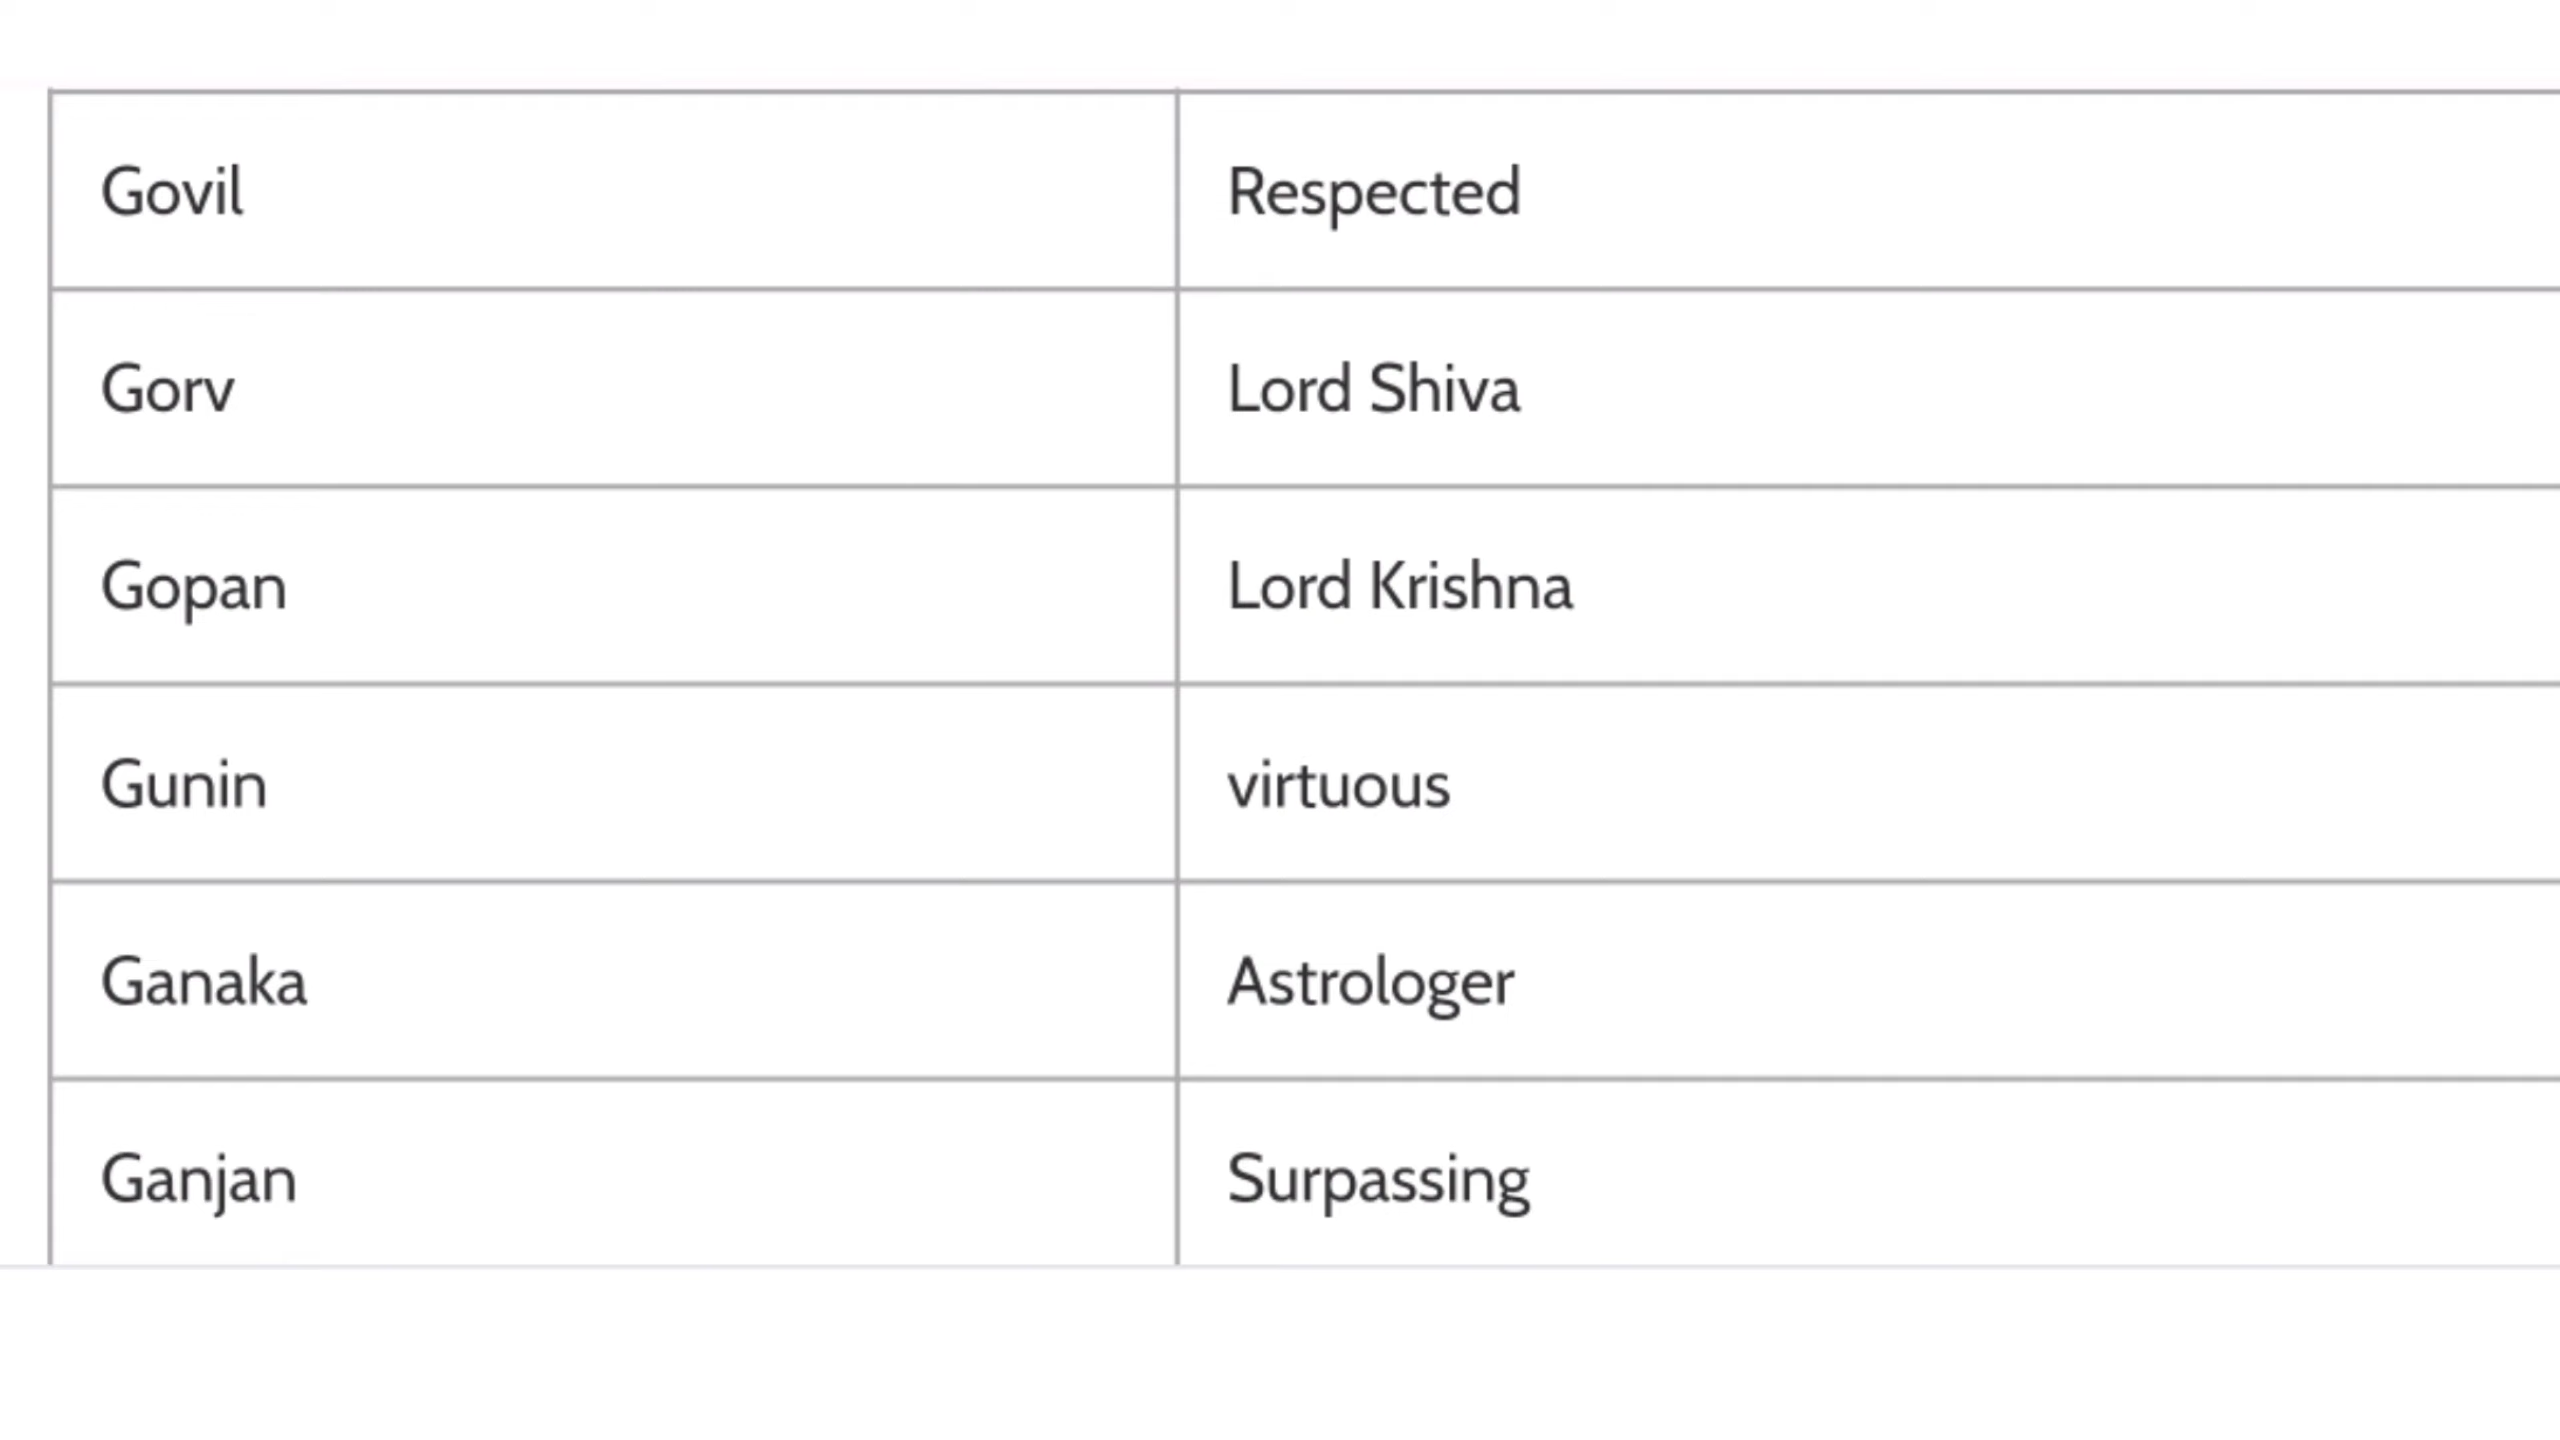 Govil Respected
Gorv Lord Shiva
Gopan Lord Krishna
Gunin virtuous
Ganaka Astrologer
Ganjan Surpassing